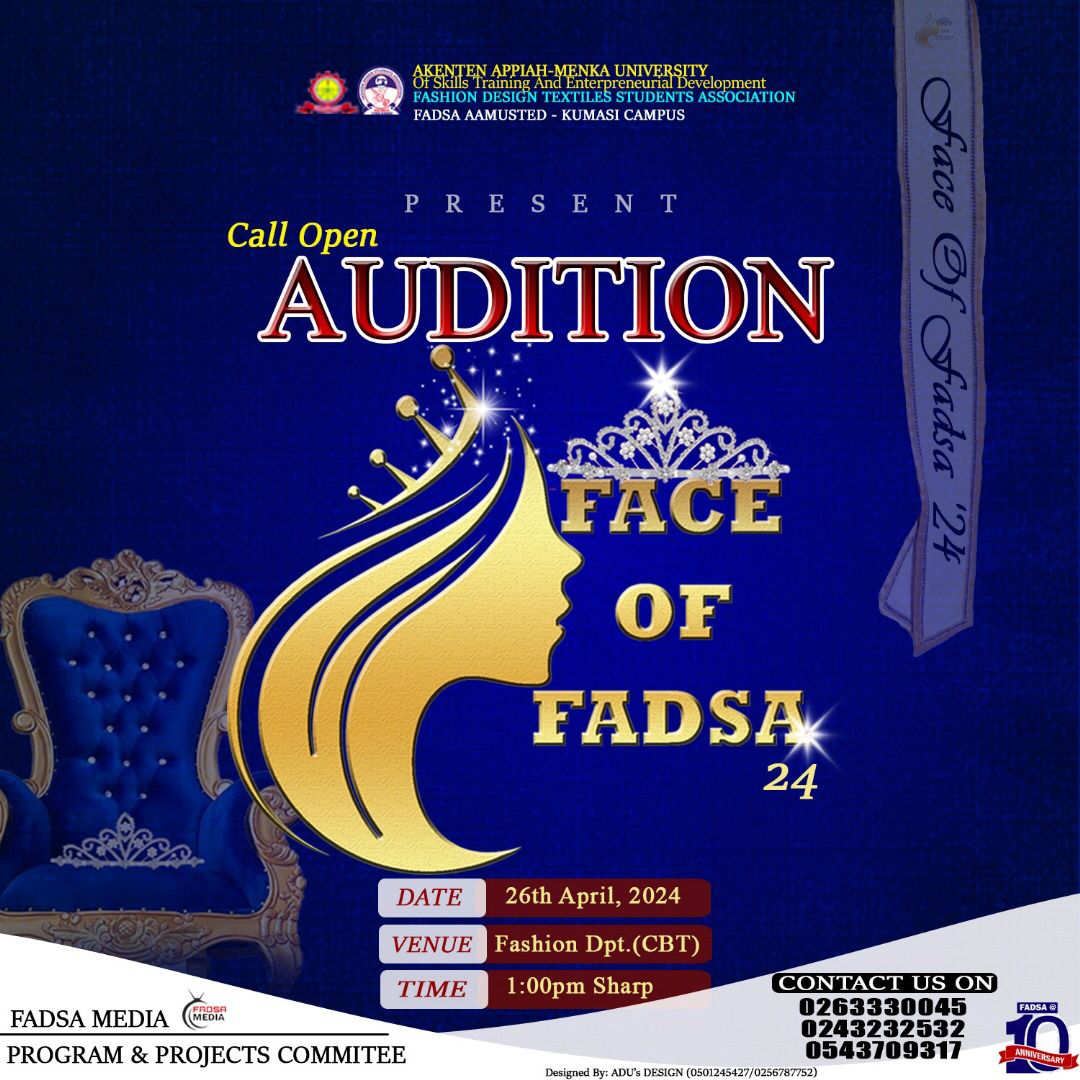 AKENTEN APPIAH-MENKA UNIVERSITY
Of Skills Training And Enterpreneurial Development
FASHION DESIGN TEXTILES STUDENTS ASSOCIATION
FADSA AAMUSTED - KUMASI CAMPUS
PRESENT
Call Open
AUDITION
Face Of Fadsa '24
FACE
OF
FADSA
24
DATE 26th April, 2024
VENUE Fashion Dpt.(CBT)
TIME 1:00pm Sharp
FADSA MEDIA
FADSA
MEDIA
PROGRAM & PROJECTS COMMITEE
CONTACT US ON
0263330045
0243232532
0543709317
FADSA @
10
ANNIVERSARY
Designed By: ADU's DESIGN (0501245427/0256787752)